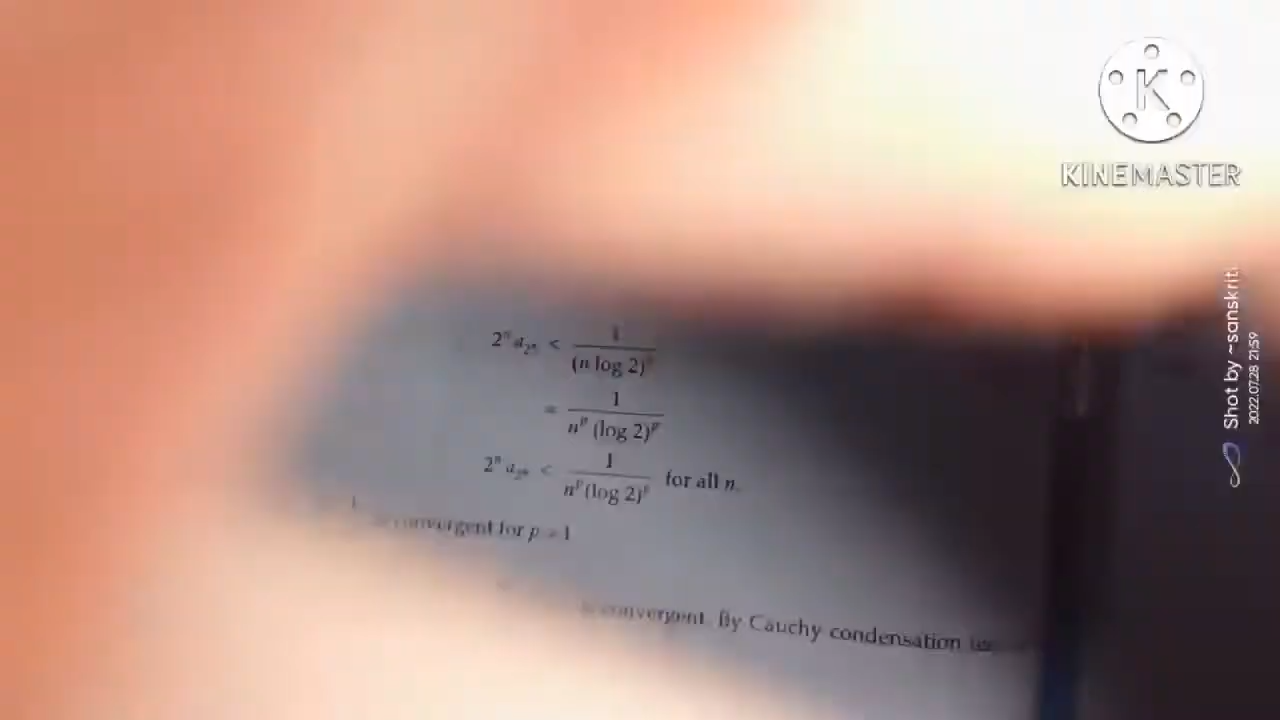 KINEMASTER
Shot by ~sanskriti
2022.07.28 21:59
2ⁿ a₂ₙ < 1/(n log 2)ᵖ
= 1/nᵖ (log 2)ᵖ
2ⁿ a₂ₙ < 1/nᵖ (log 2)ᵖ for all n.
convergent for p > 1
is convergent. By Cauchy condensation